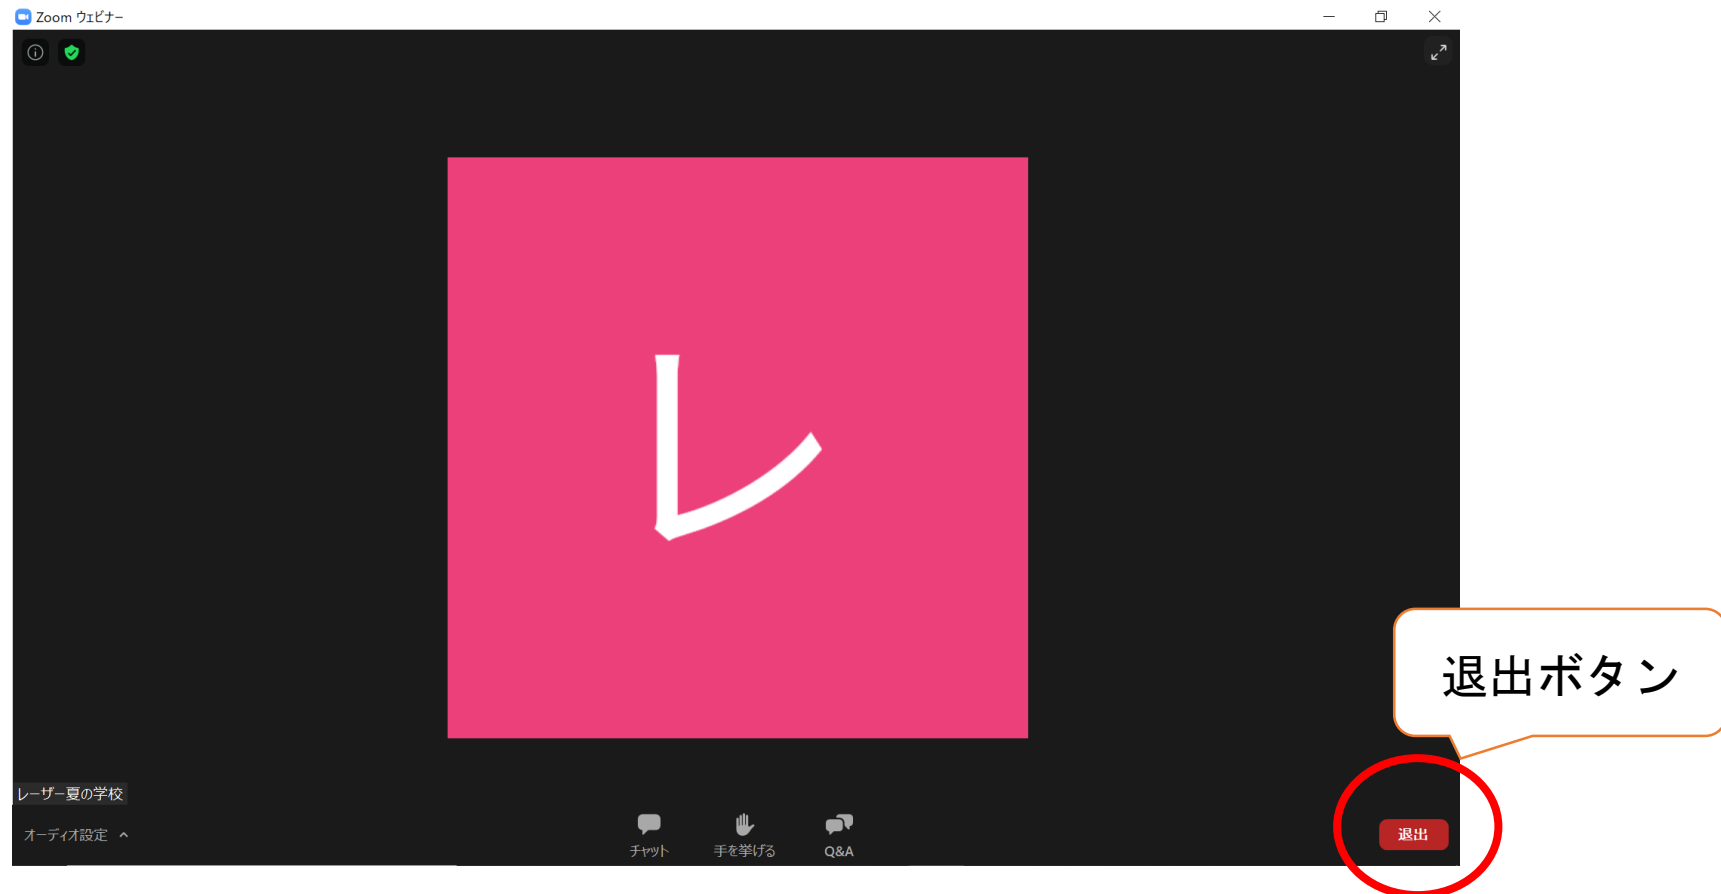 Zoom ウェビナー
レ
退出ボタン
レーザー夏の学校
オーディオ設定
チャット
手を挙げる
Q&A
退出